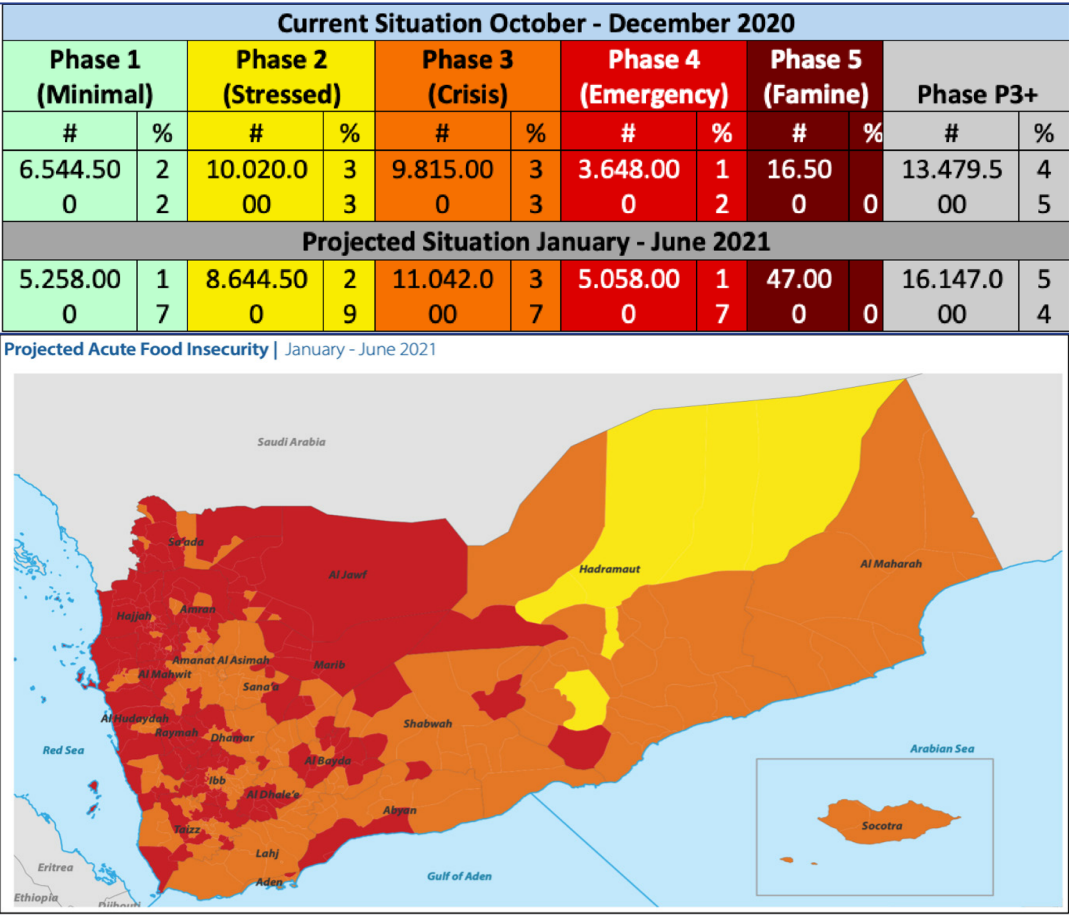 Current Situation October - December 2020
Phase 1 Phase 2 Phase 3 Phase 4 Phase 5
(Minimal) (Stressed) (Crisis) (Emergency) (Famine) Phase P3+
# % # % # % # % # % # %
6.544.50 2 10.020.0 3 9.815.00 3 3.648.00 1 16.50 13.479.5 4
0 2 00 3 0 3 0 2 0 0 00 5
Projected Situation January - June 2021
5.258.00 1 8.644.50 2 11.042.0 3 5.058.00 1 47.00 16.147.0 5
0 7 0 9 00 7 0 7 0 0 00 4
Projected Acute Food Insecurity | January - June 2021
Saudi Arabia
Sa'ada
Al Jawf
Hadramaut
Al Maharah
Hajjah
Amran
Amanat Al Asimah
Marib
Al Mahwit
Sana'a
Al Hudaydah
Shabwah
Raymah
Dhamar
Red Sea
Arabian Sea
Al Bayda
Ibb
Al Dhale'e
Abyan
Taizz
Socotra
Lahj
Eritrea
Aden
Gulf of Aden
Ethiopia
Djibouti